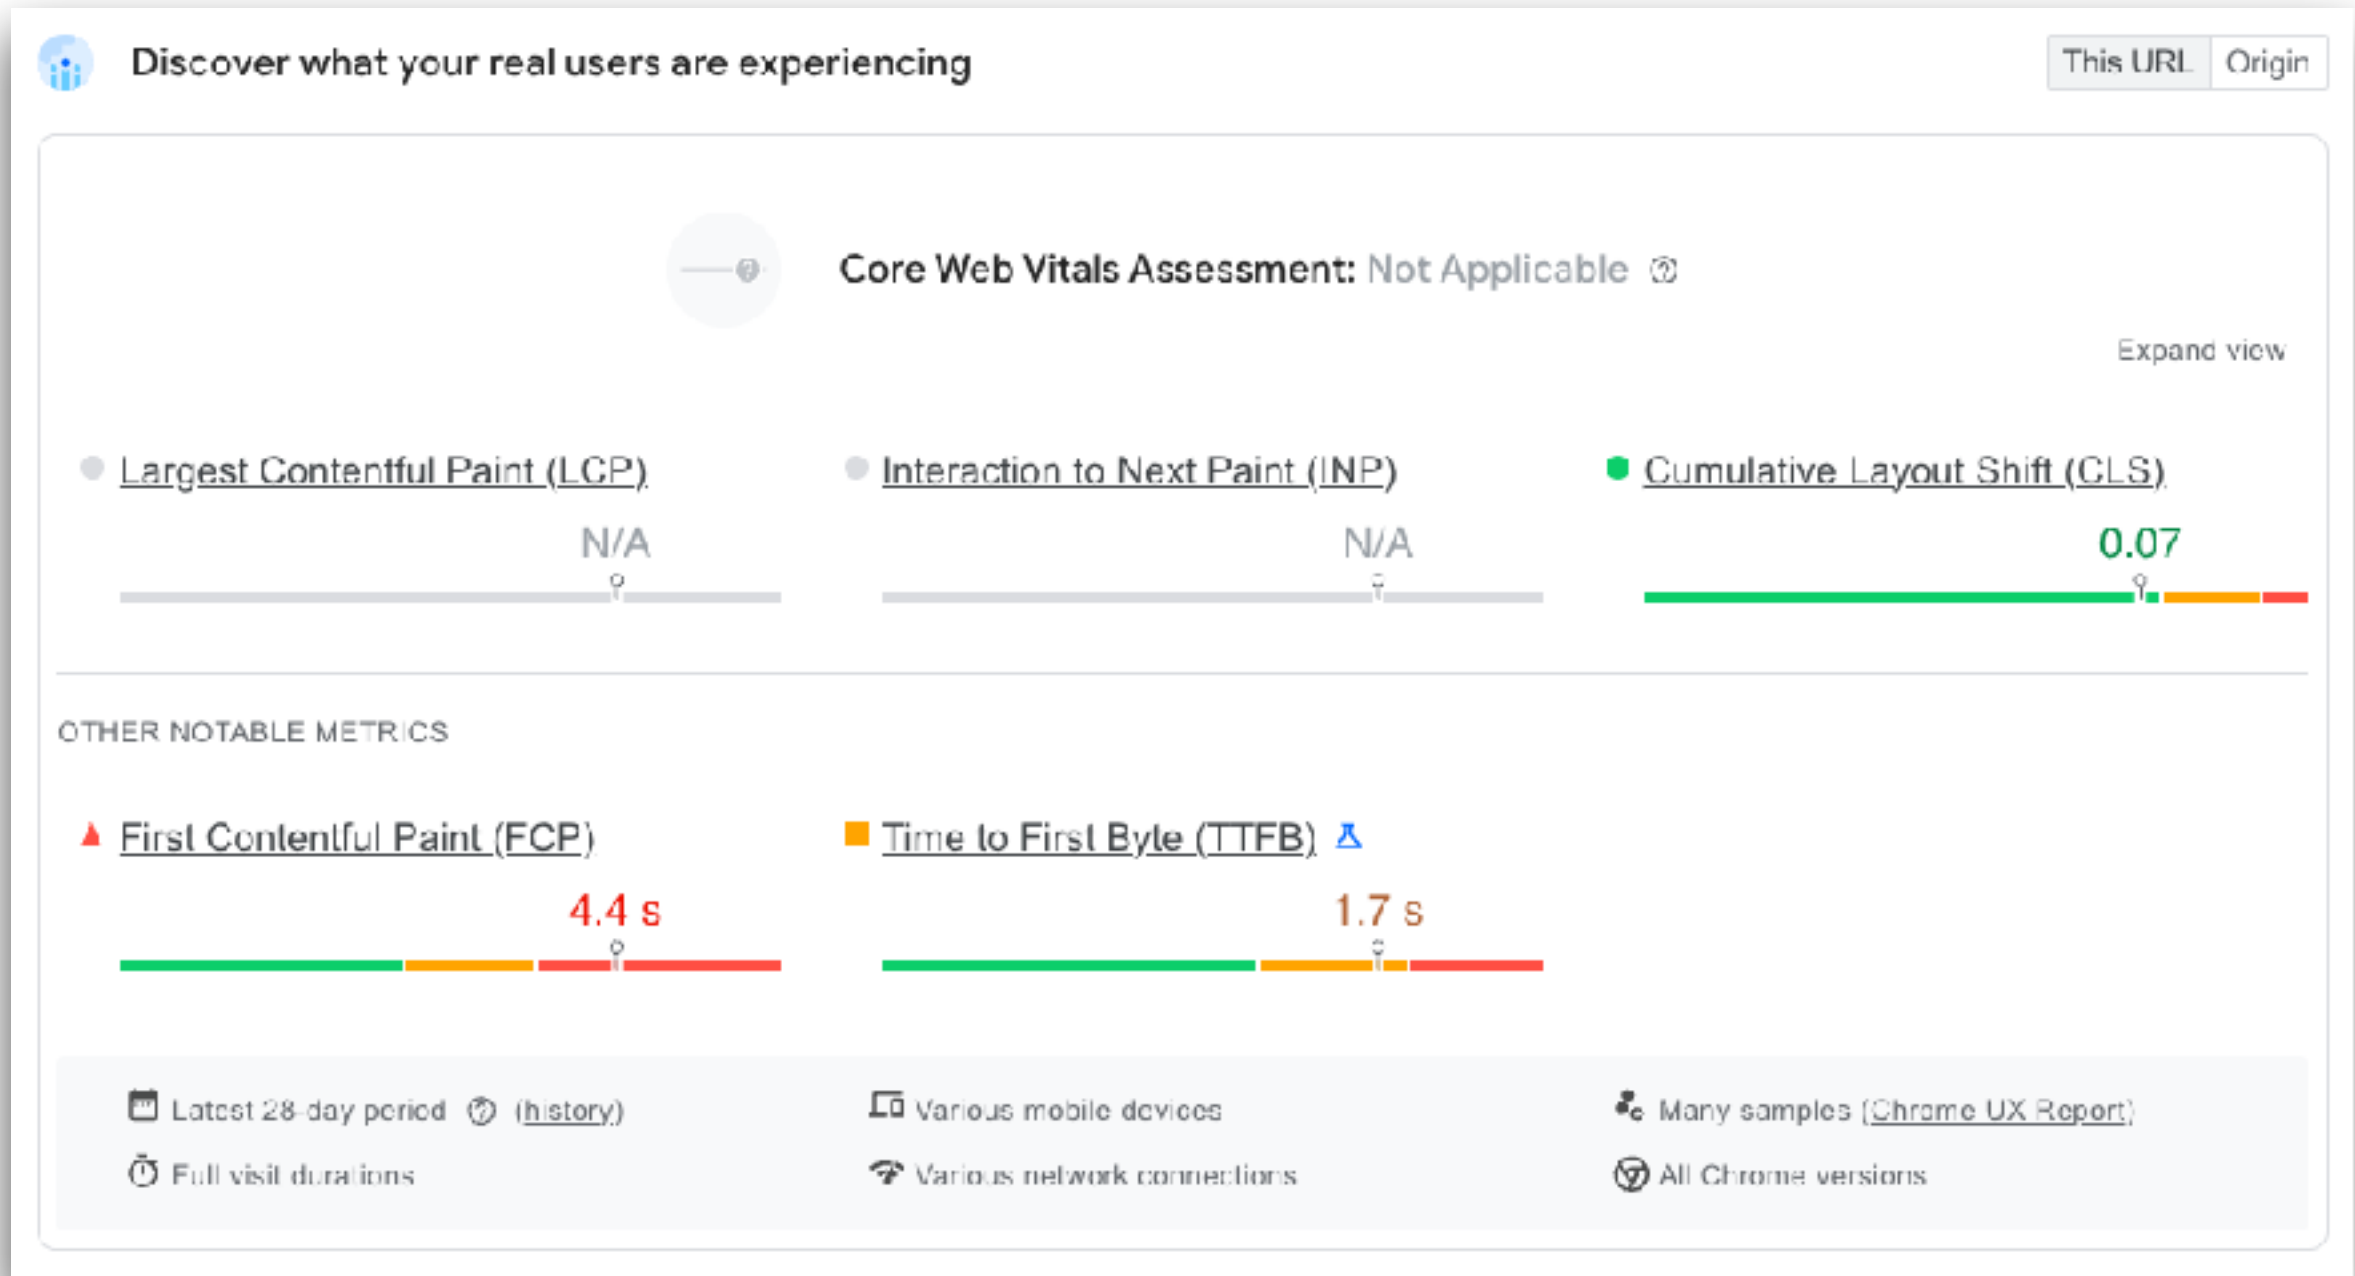 Discover what your real users are experiencing
This URL
Origin
Core Web Vitals Assessment: Not Applicable
Expand view
Largest Contentful Paint (LCP)
N/A
Interaction to Next Paint (INP)
N/A
Cumulative Layout Shift (CLS)
0.07
OTHER NOTABLE METRICS
First Contentful Paint (FCP)
4.4 s
Time to First Byte (TTFB)
1.7 s
Latest 28-day period (history)
Various mobile devices
Many samples (Chrome UX Report)
Full visit durations
Various network connections
All Chrome versions